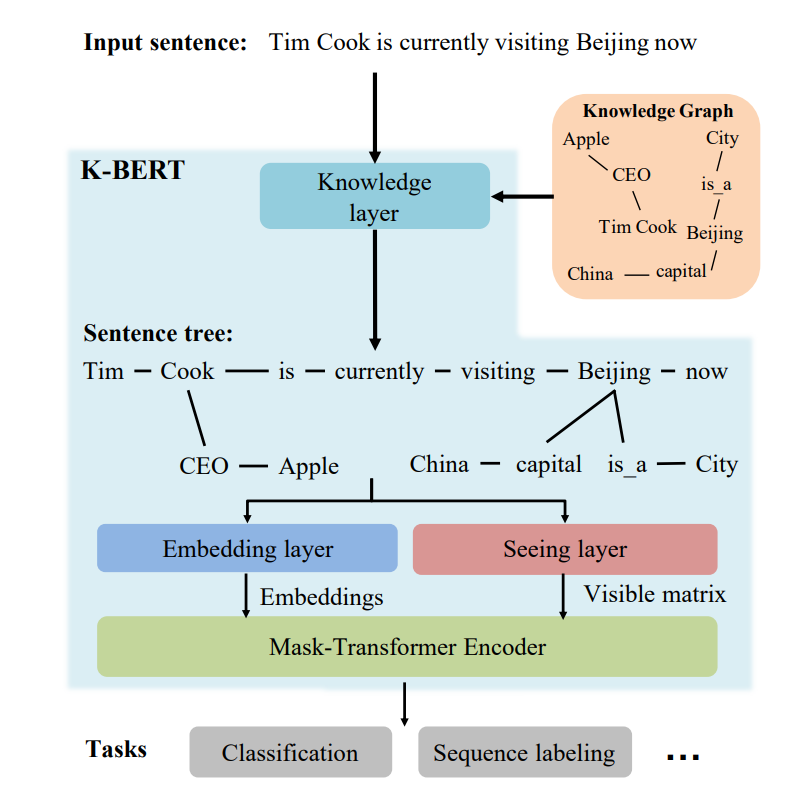 Input sentence: Tim Cook is currently visiting Beijing now
Knowledge Graph
Apple
City
CEO
is_a
Tim Cook
Beijing
China
capital
K-BERT
Knowledge
layer
Sentence tree:
Tim Cook is currently visiting Beijing now
CEO Apple China capital is_a City
Embedding layer
Seeing layer
Embeddings
Visible matrix
Mask-Transformer Encoder
Tasks
Classification
Sequence labeling
...